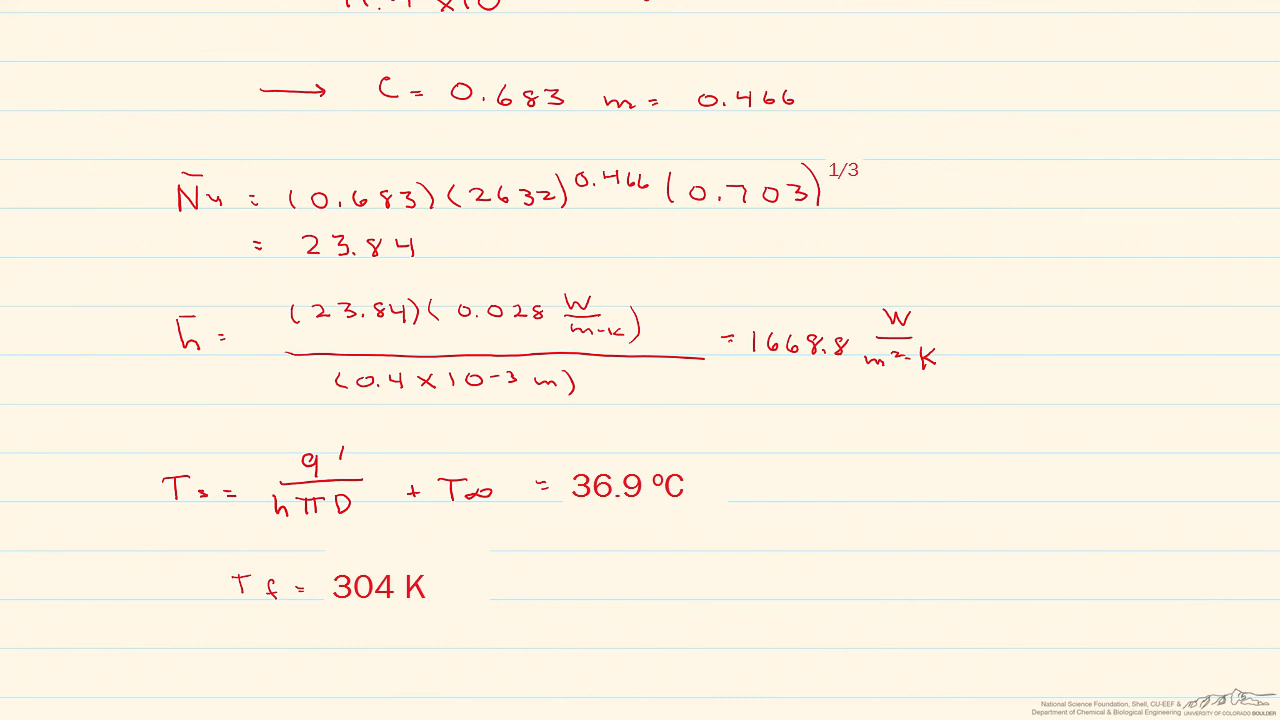 → C = 0.683 m = 0.466
N̄u = (0.683)(2632)^0.466 (0.703)^1/3
= 23.84
h̄ = (23.84)(0.028 W/m-K) / (0.4 x 10^-3 m) = 1668.8 W/m²-K
Ts = q'/hπD + T∞ = 36.9 ºC
Tf = 304 K
National Science Foundation, Shell, CU-EEF &
Department of Chemical & Biological Engineering UNIVERSITY OF COLORADO BOULDER